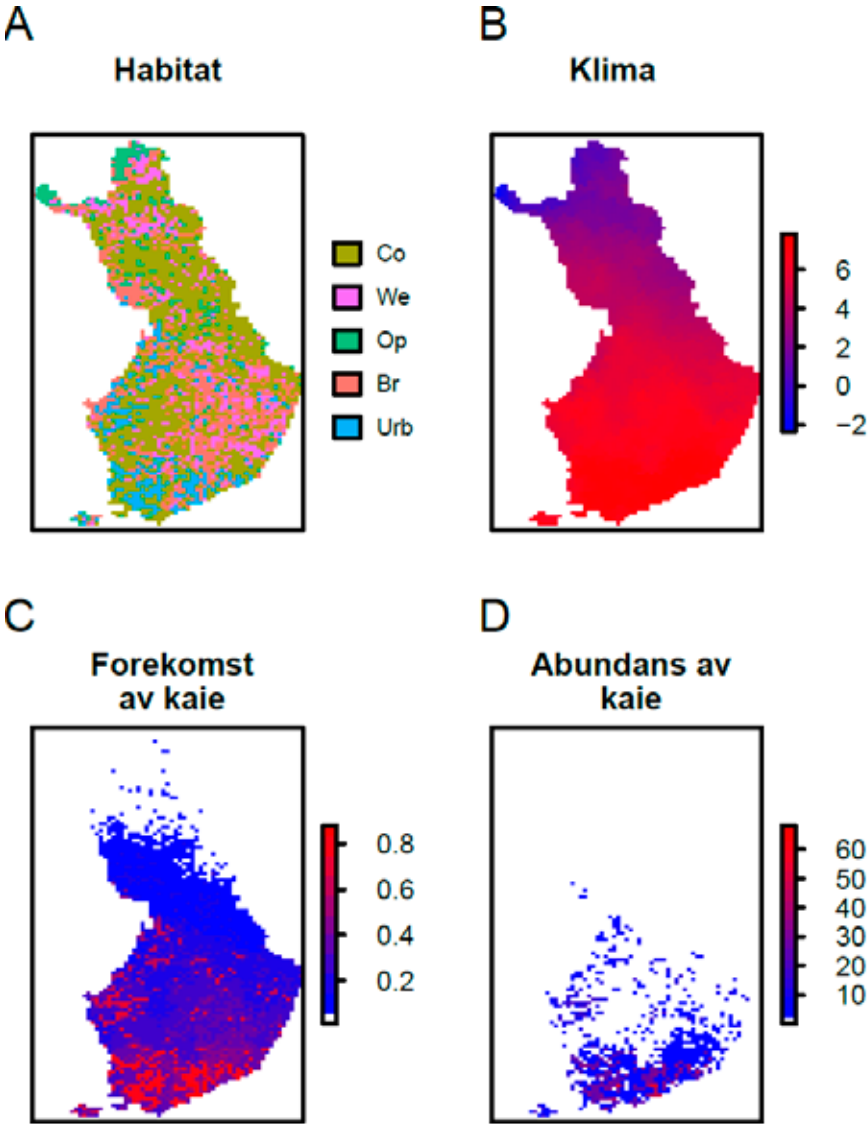 A
Habitat
Co
We
Op
Br
Urb
B
Klima
6
4
2
0
−2
C
Forekomst
av kaie
0.8
0.6
0.4
0.2
D
Abundans av
kaie
60
50
40
30
20
10